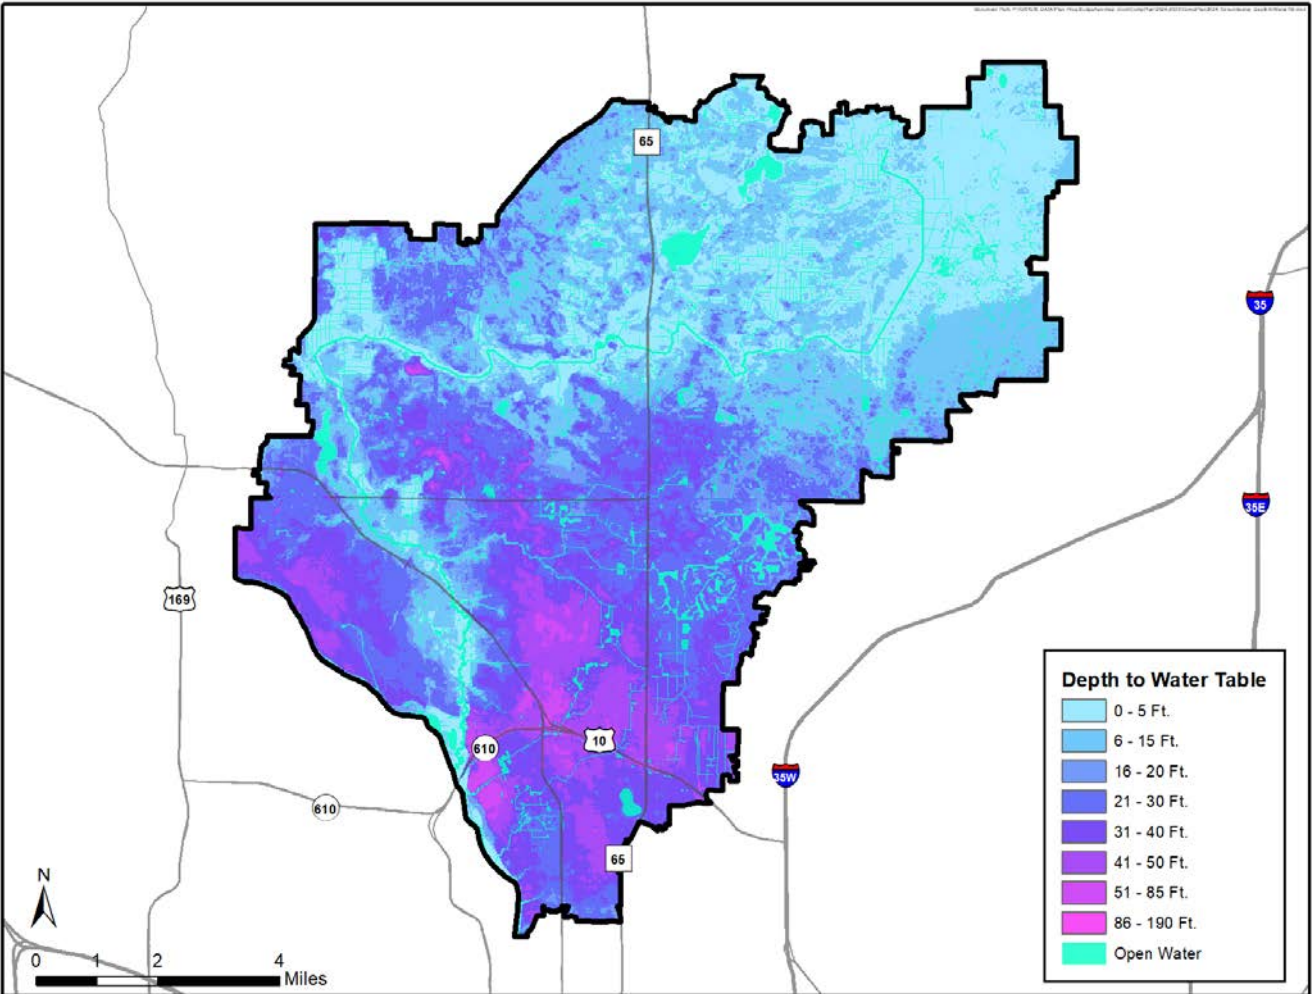 65
35
35E
169
Depth to Water Table
0 - 5 Ft.
6 - 15 Ft.
16 - 20 Ft.
21 - 30 Ft.
31 - 40 Ft.
41 - 50 Ft.
51 - 85 Ft.
86 - 190 Ft.
Open Water
610
10
35W
610
65
N
0 1 2 4
Miles